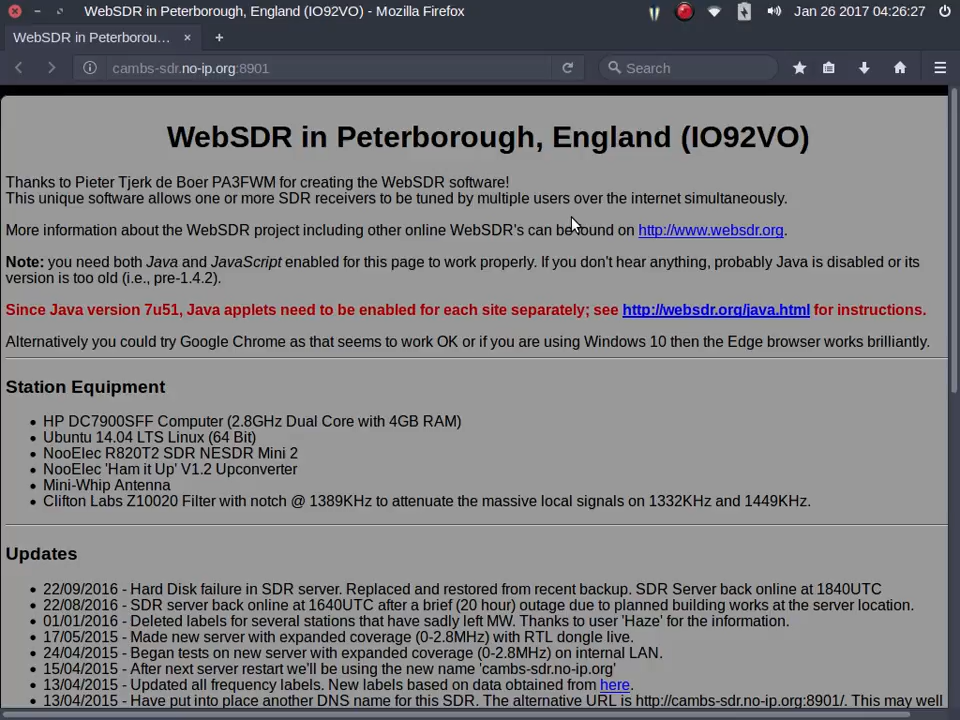 WebSDR in Peterborough, England (IO92VO) - Mozilla Firefox
Jan 26 2017 04:26:27
WebSDR in Peterborou…
cambs-sdr.no-ip.org:8901
Search
WebSDR in Peterborough, England (IO92VO)
Thanks to Pieter Tjerk de Boer PA3FWM for creating the WebSDR software!
This unique software allows one or more SDR receivers to be tuned by multiple users over the internet simultaneously.
More information about the WebSDR project including other online WebSDR's can be found on http://www.websdr.org.
Note: you need both Java and JavaScript enabled for this page to work properly. If you don't hear anything, probably Java is disabled or its
version is too old (i.e., pre-1.4.2).
Since Java version 7u51, Java applets need to be enabled for each site separately; see http://websdr.org/java.html for instructions.
Alternatively you could try Google Chrome as that seems to work OK or if you are using Windows 10 then the Edge browser works brilliantly.
Station Equipment
HP DC7900SFF Computer (2.8GHz Dual Core with 4GB RAM)
Ubuntu 14.04 LTS Linux (64 Bit)
NooElec R820T2 SDR NESDR Mini 2
NooElec 'Ham it Up' V1.2 Upconverter
Mini-Whip Antenna
Clifton Labs Z10020 Filter with notch @ 1389KHz to attenuate the massive local signals on 1332KHz and 1449KHz.
Updates
22/09/2016 - Hard Disk failure in SDR server. Replaced and restored from recent backup. SDR Server back online at 1840UTC
22/08/2016 - SDR server back online at 1640UTC after a brief (20 hour) outage due to planned building works at the server location.
01/01/2016 - Deleted labels for several stations that have sadly left MW. Thanks to user 'Haze' for the information.
17/05/2015 - Made new server with expanded coverage (0-2.8MHz) with RTL dongle live.
24/04/2015 - Began tests on new server with expanded coverage (0-2.8MHz) on internal LAN.
15/04/2015 - After next server restart we'll be using the new name 'cambs-sdr.no-ip.org'
13/04/2015 - Updated all frequency labels. New labels based on data obtained from here.
13/04/2015 - Have put into place another DNS name for this SDR. The alternative URL is http://cambs-sdr.no-ip.org:8901/. This may well